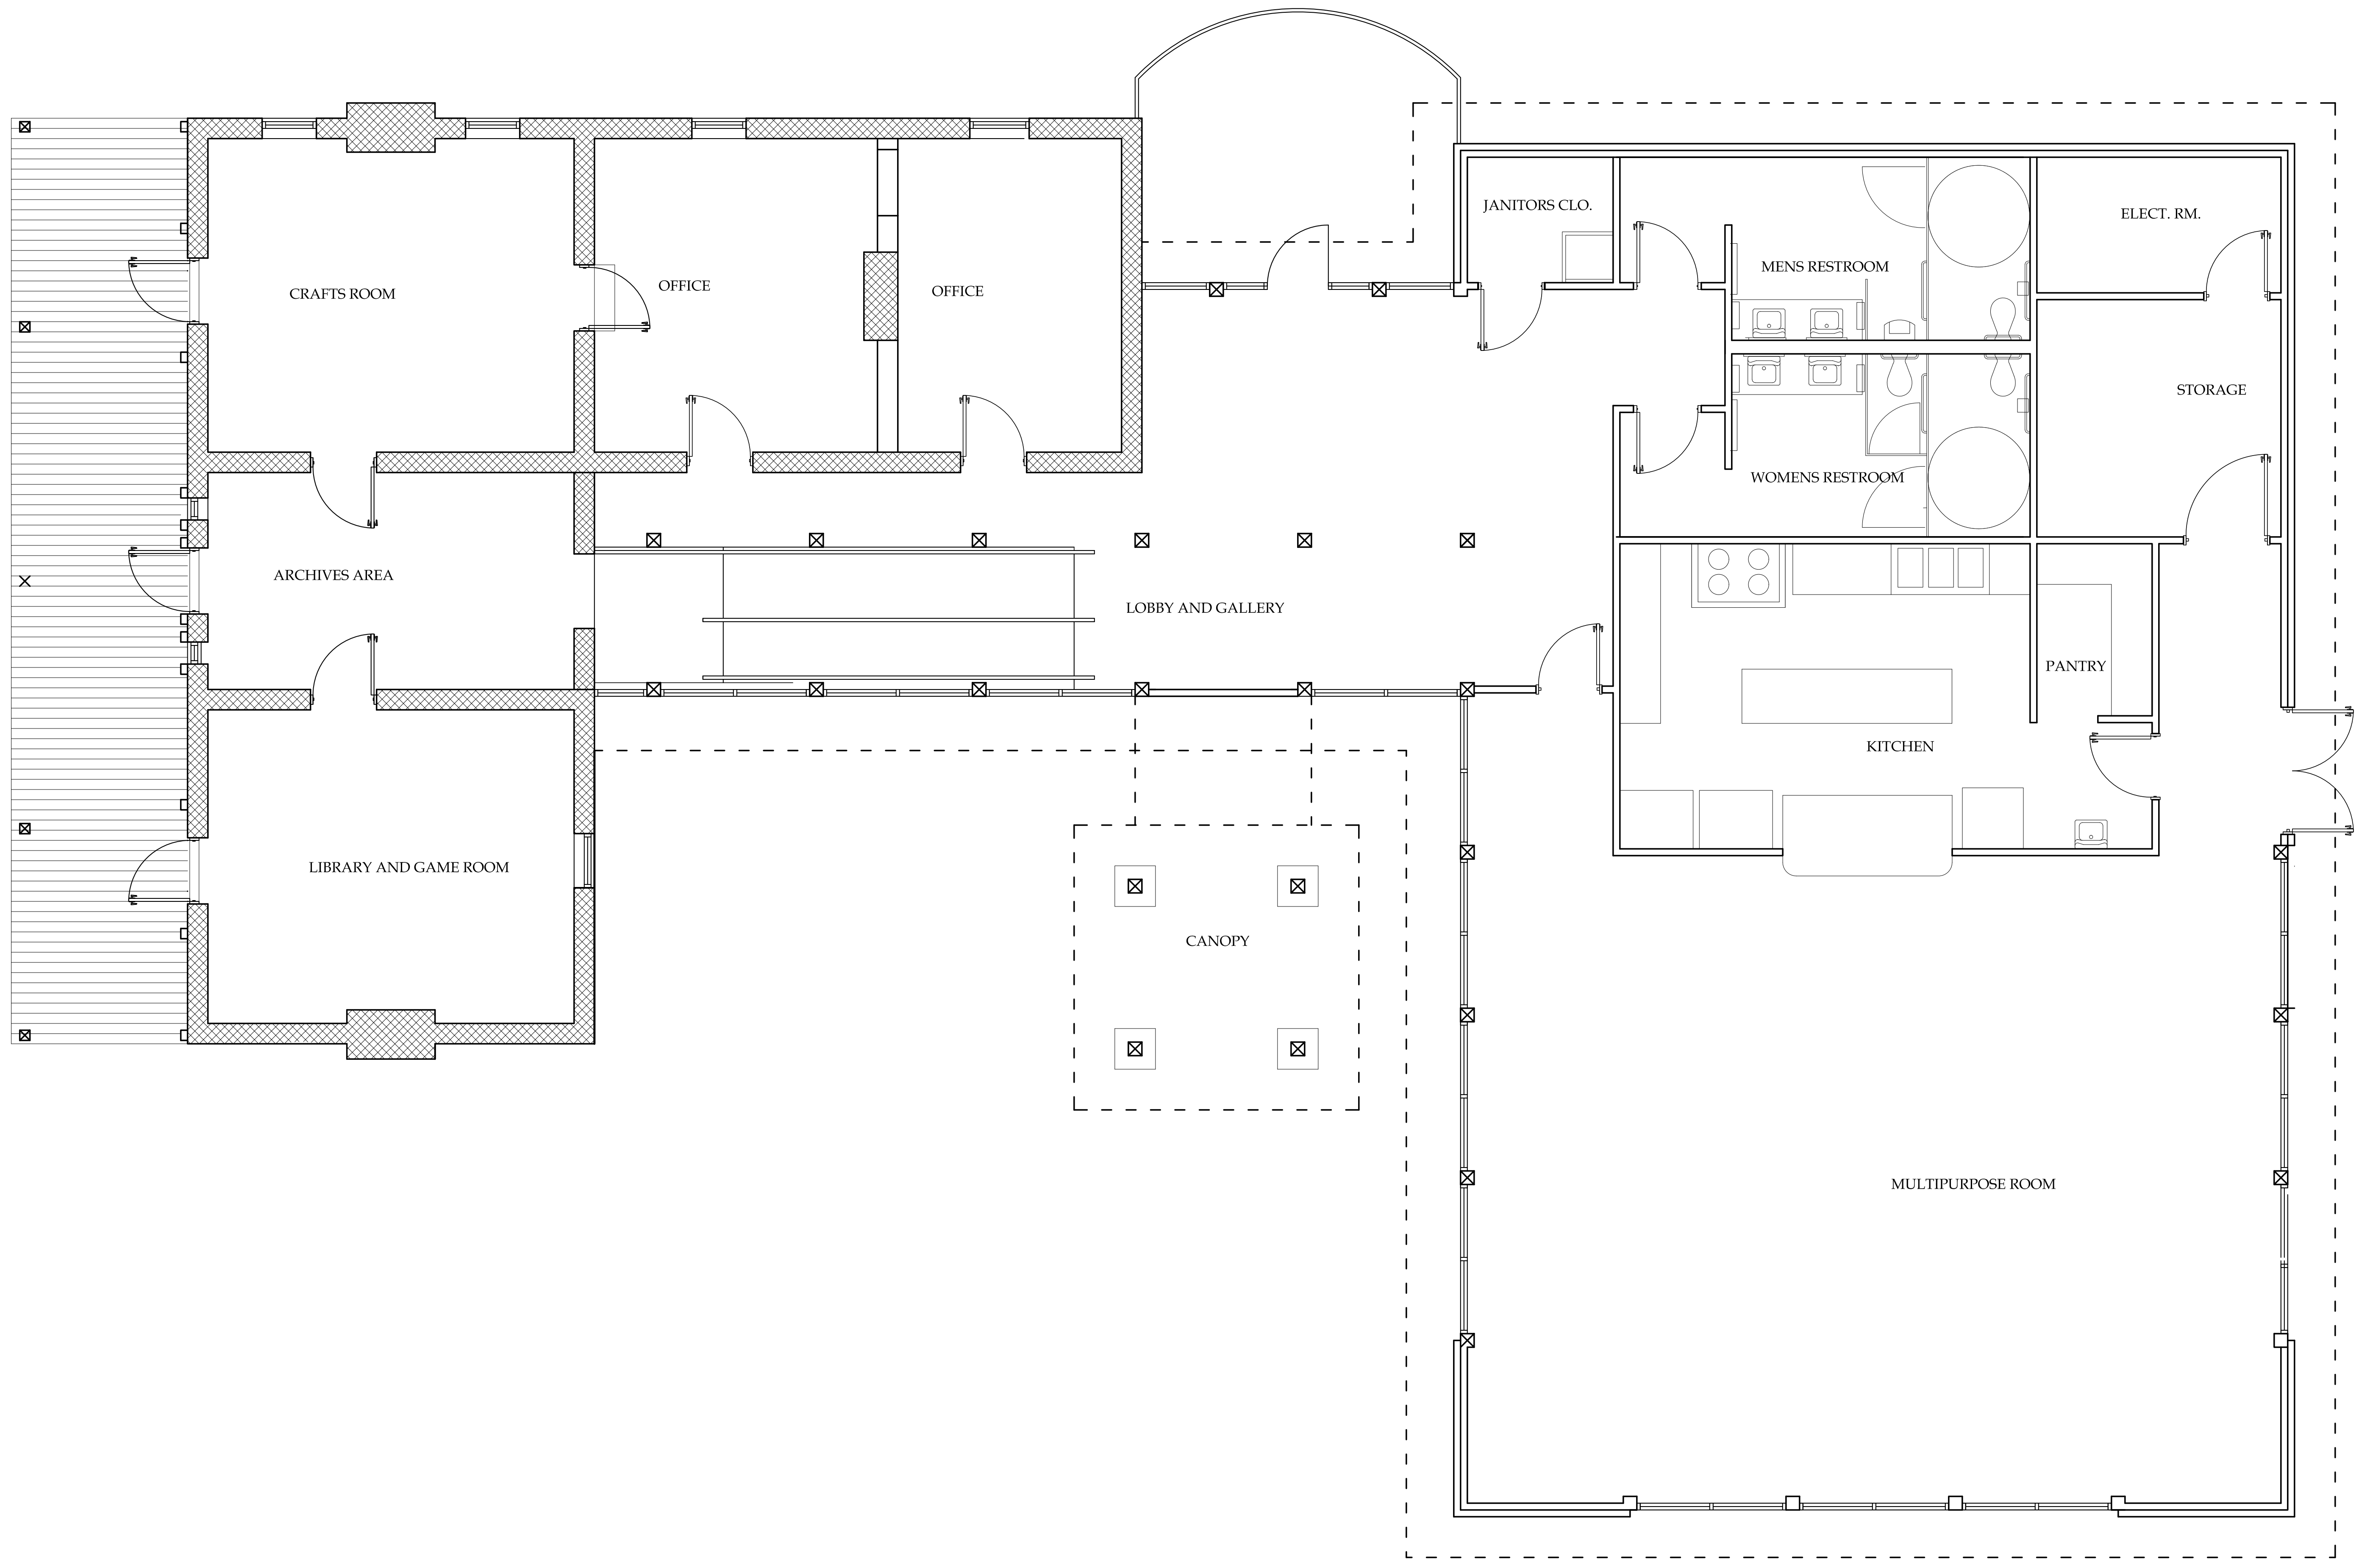 JANITORS CLO.
ELECT. RM.
MENS RESTROOM
CRAFTS ROOM
OFFICE
OFFICE
STORAGE
WOMENS RESTROOM
ARCHIVES AREA
LOBBY AND GALLERY
PANTRY
KITCHEN
LIBRARY AND GAME ROOM
CANOPY
MULTIPURPOSE ROOM